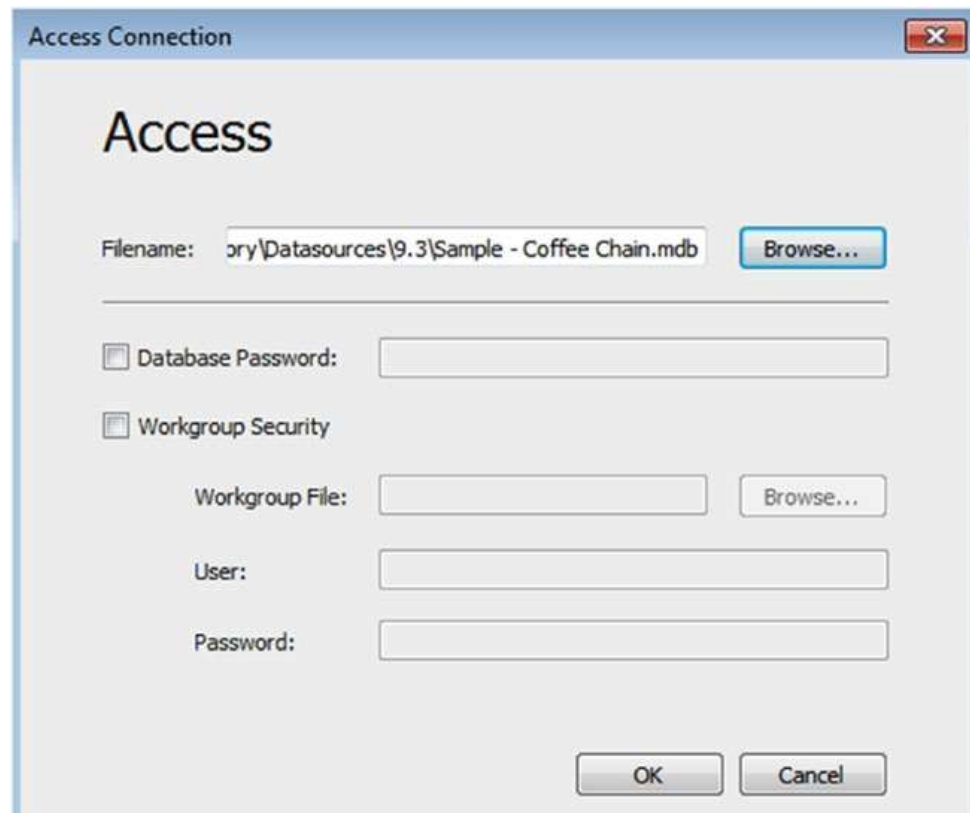 Access Connection
Access
Filename: ory\Datasources\9.3\Sample - Coffee Chain.mdb Browse...
Database Password:
Workgroup Security
Workgroup File: Browse...
User:
Password:
OK Cancel